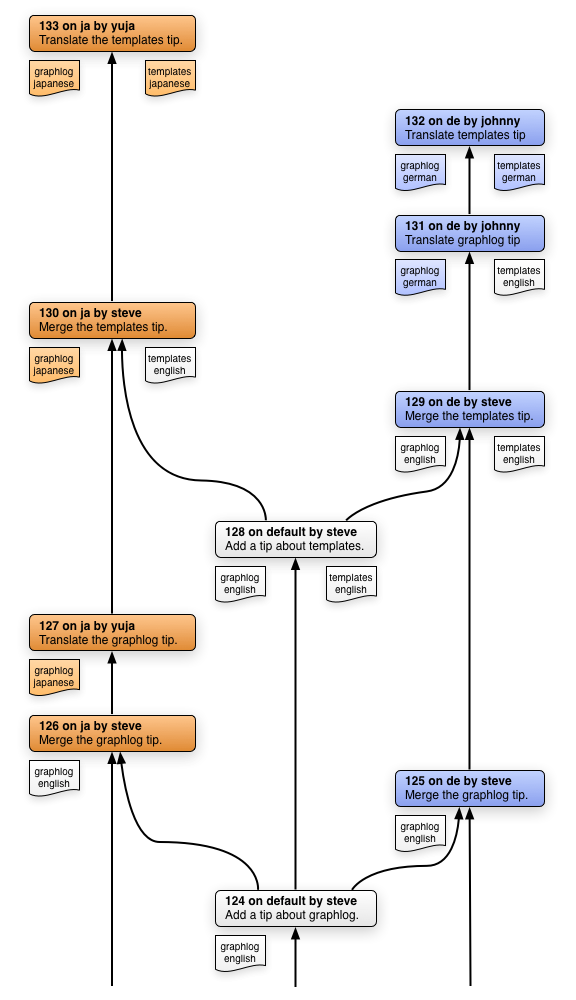 133 on ja by yuja
Translate the templates tip.
graphlog
japanese
templates
japanese
132 on de by johnny
Translate templates tip
graphlog
german
templates
german
131 on de by johnny
Translate graphlog tip
graphlog
german
templates
english
130 on ja by steve
Merge the templates tip.
graphlog
japanese
templates
english
129 on de by steve
Merge the templates tip.
graphlog
english
templates
english
128 on default by steve
Add a tip about templates.
graphlog
english
templates
english
127 on ja by yuja
Translate the graphlog tip.
graphlog
japanese
126 on ja by steve
Merge the graphlog tip.
graphlog
english
125 on de by steve
Merge the graphlog tip.
graphlog
english
124 on default by steve
Add a tip about graphlog.
graphlog
english